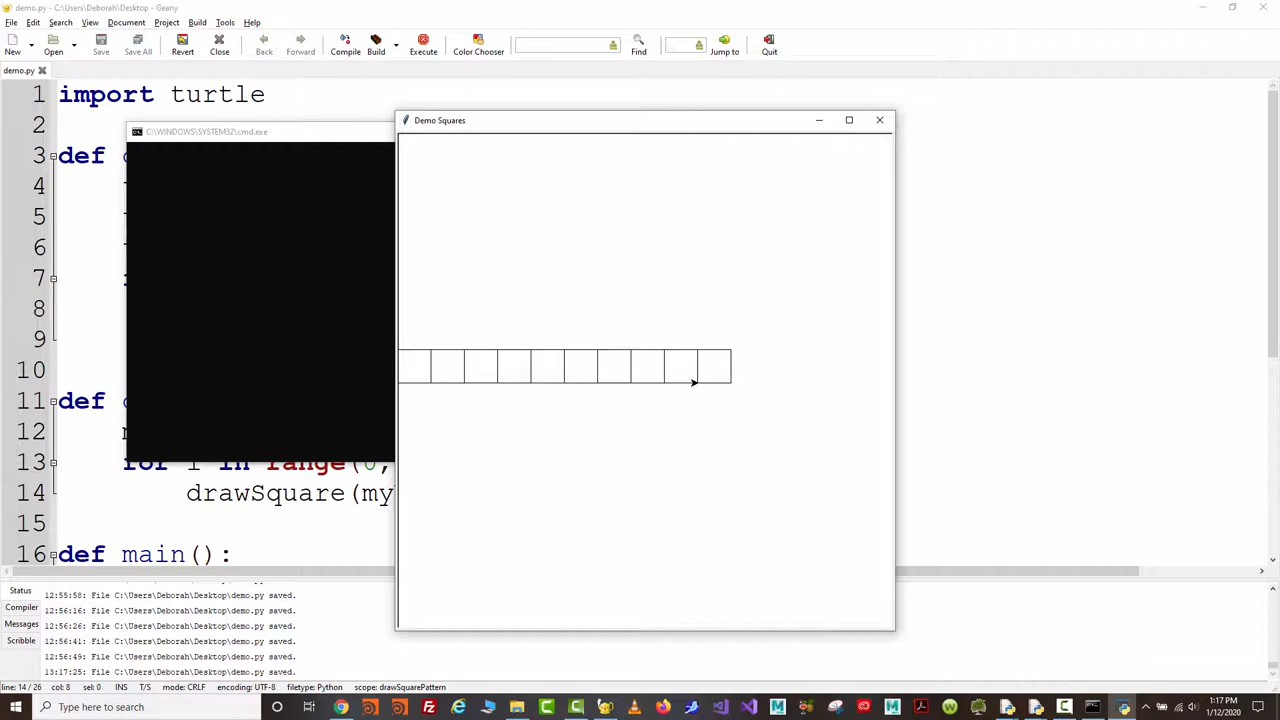 demo.py - C:\Users\Deborah\Desktop - Geany
File Edit Search View Document Project Build Tools Help
New Open Save Save All Revert Close Back Forward Compile Build Execute Color Chooser Find Jump to Quit
demo.py
1 import turtle
2
3 def
4
5
6
7
8
9
10
11 def
12
13 for i in range(0,
14 drawSquare(my
15
16 def main():
C:\WINDOWS\SYSTEM32\cmd.exe
Demo Squares
Status
Compiler
Messages
Scribble
12:55:58: File C:\Users\Deborah\Desktop\demo.py saved.
12:56:16: File C:\Users\Deborah\Desktop\demo.py saved.
12:56:26: File C:\Users\Deborah\Desktop\demo.py saved.
12:56:41: File C:\Users\Deborah\Desktop\demo.py saved.
12:56:49: File C:\Users\Deborah\Desktop\demo.py saved.
13:17:25: File C:\Users\Deborah\Desktop\demo.py saved.
line: 14 / 26 col: 8 sel: 0 INS T/S mode: CRLF encoding: UTF-8 filetype: Python scope: drawSquarePattern
Type here to search
1:17 PM
1/12/2020